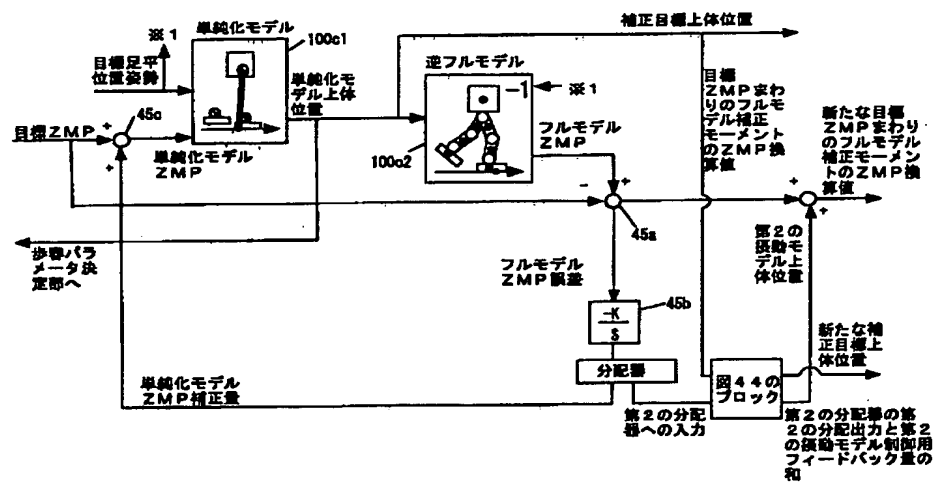 ※1
単純化モデル
100c1
目標足平
位置姿勢
単純化モ
デル上体
位置
補正目標上体位置
逆フルモデル
-1
※1
フルモデル
ZMP
100c2
目標
ZMPまわ
りのフルモ
デル補正
モーメント
のZMP換
算値
新たな目標
ZMPまわり
のフルモデル
補正モーメン
トのZMP換
算値
目標ZMP
+
45a
+
単純化モデル
ZMP
-
+
45a
+
+
歩容パラ
メータ決
定部へ
フルモデル
ZMP誤差
第2の
摂動モ
デル上
体位置
-K
S
45b
新たな補
正目標上
体位置
分配器
図44の
ブロック
単純化モデル
ZMP補正量
第2の分配
器への入力
第2の分配器の第
2の分配出力と第2
の摂動モデル制御用
フィードバック量の
和